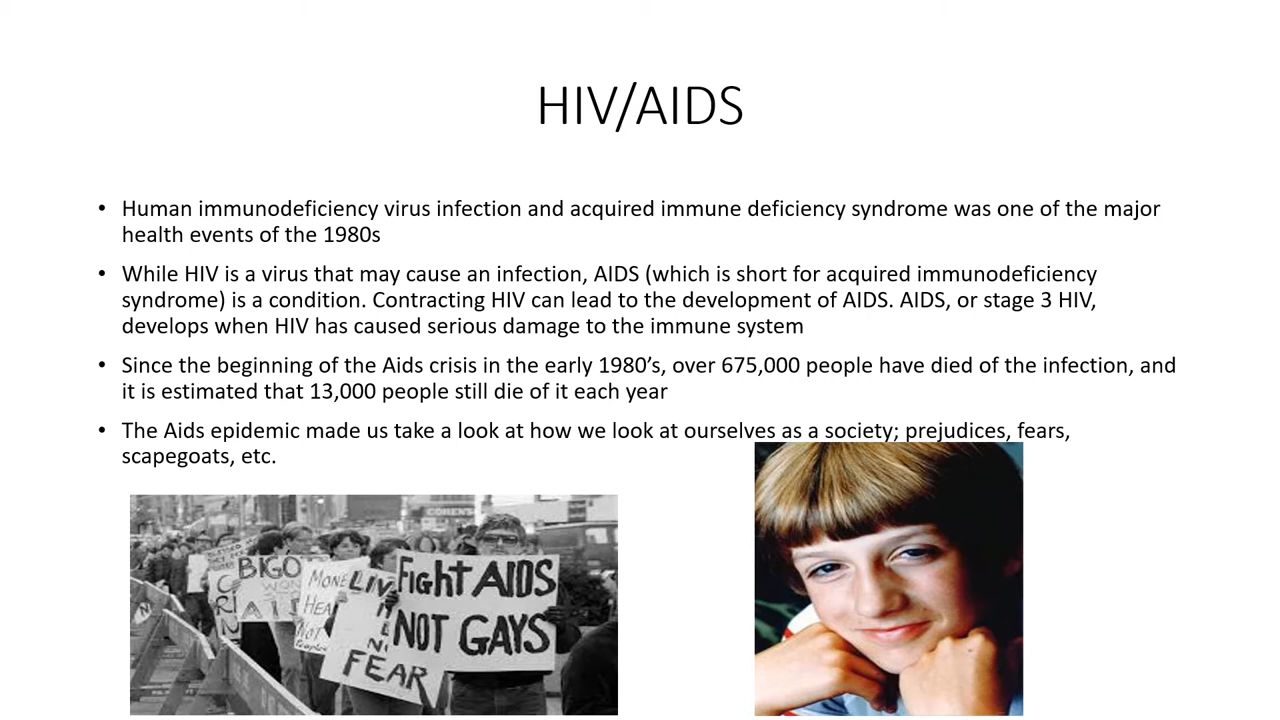 HIV/AIDS
• Human immunodeficiency virus infection and acquired immune deficiency syndrome was one of the major
health events of the 1980s
• While HIV is a virus that may cause an infection, AIDS (which is short for acquired immunodeficiency
syndrome) is a condition. Contracting HIV can lead to the development of AIDS. AIDS, or stage 3 HIV,
develops when HIV has caused serious damage to the immune system
• Since the beginning of the Aids crisis in the early 1980’s, over 675,000 people have died of the infection, and
it is estimated that 13,000 people still die of it each year
• The Aids epidemic made us take a look at how we look at ourselves as a society; prejudices, fears,
scapegoats, etc.
FIGHT AIDS
NOT GAYS
FEAR